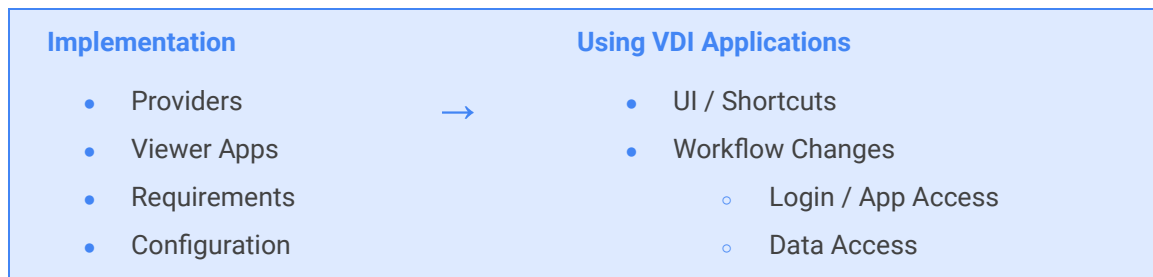 Implementation
● Providers
● Viewer Apps
● Requirements
● Configuration
→
Using VDI Applications
● UI / Shortcuts
● Workflow Changes
○ Login / App Access
○ Data Access